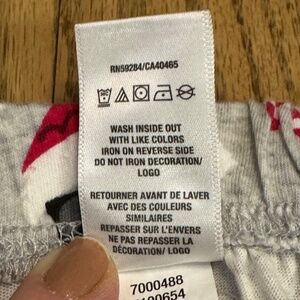 RN59284/CA40465
WASH INSIDE OUT
WITH LIKE COLORS
IRON ON REVERSE SIDE
DO NOT IRON DECORATION/
LOGO
RETOURNER AVANT DE LAVER
AVEC DES COULEURS
SIMILAIRES
REPASSER SUR L'ENVERS
NE PAS REPASSER LA
DÉCORATION/ LOGO
7000488